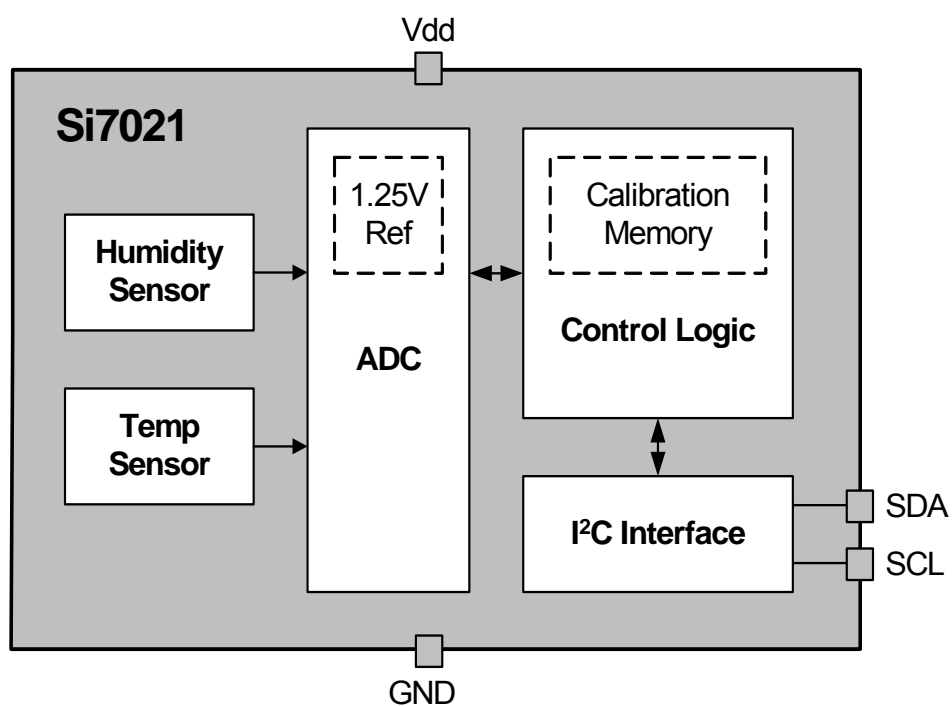 Vdd
Si7021
1.25V
Ref
Calibration
Memory
Humidity
Sensor
Control Logic
ADC
Temp
Sensor
I²C Interface
SDA
SCL
GND